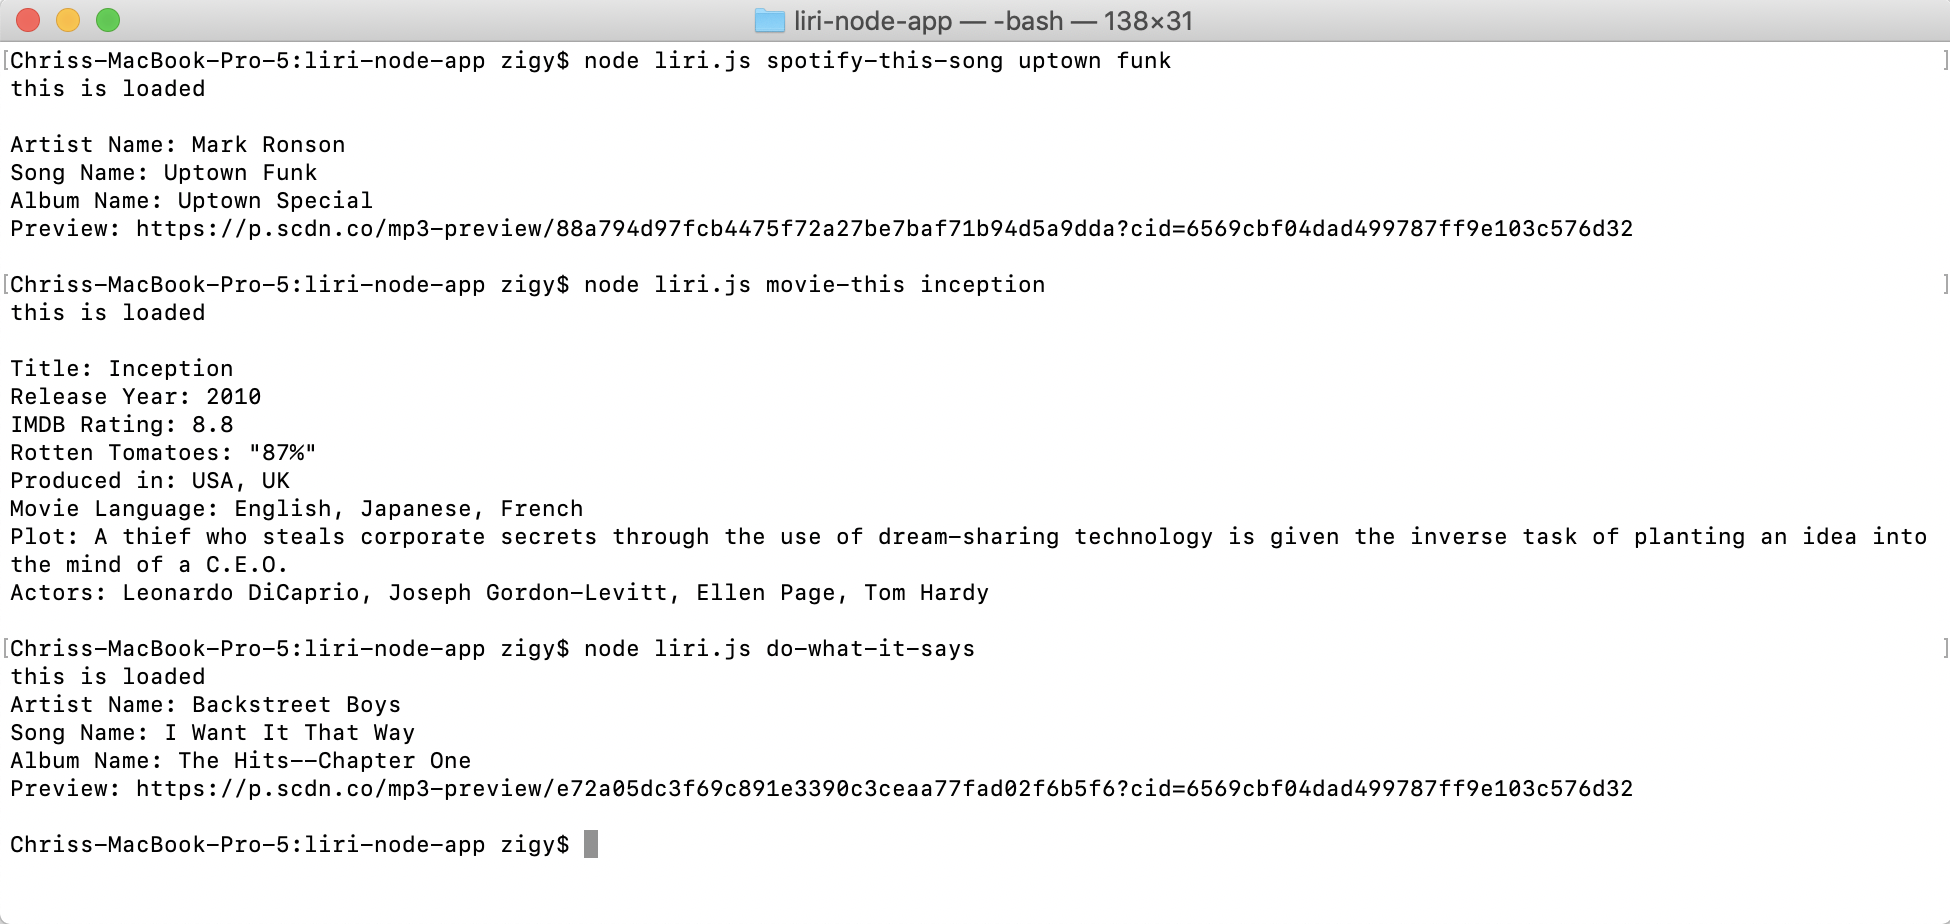 liri-node-app — -bash — 138×31
[Chriss-MacBook-Pro-5:liri-node-app zigy$ node liri.js spotify-this-song uptown funk ]
this is loaded
Artist Name: Mark Ronson
Song Name: Uptown Funk
Album Name: Uptown Special
Preview: https://p.scdn.co/mp3-preview/88a794d97fcb4475f72a27be7baf71b94d5a9dda?cid=6569cbf04dad499787ff9e103c576d32
[Chriss-MacBook-Pro-5:liri-node-app zigy$ node liri.js movie-this inception ]
this is loaded
Title: Inception
Release Year: 2010
IMDB Rating: 8.8
Rotten Tomatoes: "87%"
Produced in: USA, UK
Movie Language: English, Japanese, French
Plot: A thief who steals corporate secrets through the use of dream-sharing technology is given the inverse task of planting an idea into
the mind of a C.E.O.
Actors: Leonardo DiCaprio, Joseph Gordon-Levitt, Ellen Page, Tom Hardy
[Chriss-MacBook-Pro-5:liri-node-app zigy$ node liri.js do-what-it-says ]
this is loaded
Artist Name: Backstreet Boys
Song Name: I Want It That Way
Album Name: The Hits--Chapter One
Preview: https://p.scdn.co/mp3-preview/e72a05dc3f69c891e3390c3ceaa77fad02f6b5f6?cid=6569cbf04dad499787ff9e103c576d32
Chriss-MacBook-Pro-5:liri-node-app zigy$